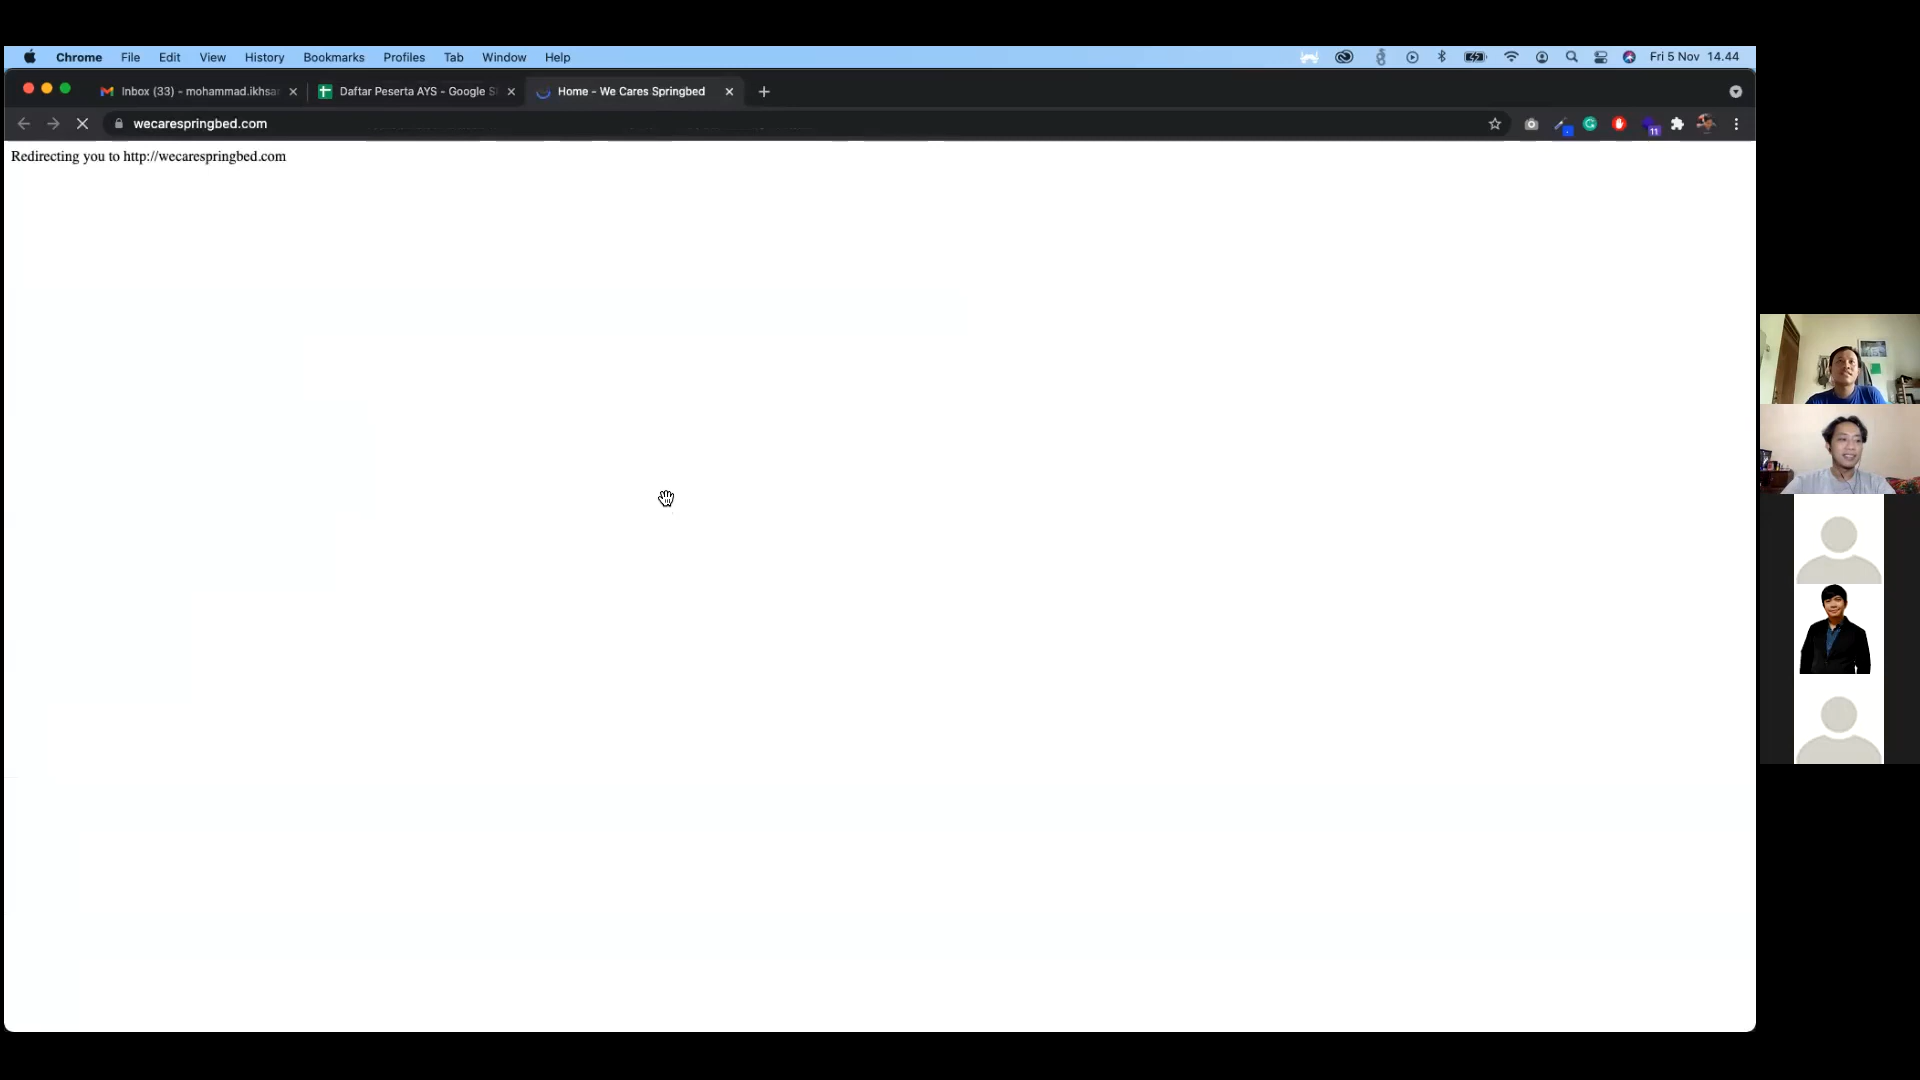 Chrome File Edit View History Bookmarks Profiles Tab Window Help Fri 5 Nov 14.44
Inbox (33) - mohammad.ikhsa Daftar Peserta AYS - Google S Home - We Cares Springbed
wecarespringbed.com
11
Redirecting you to http://wecarespringbed.com